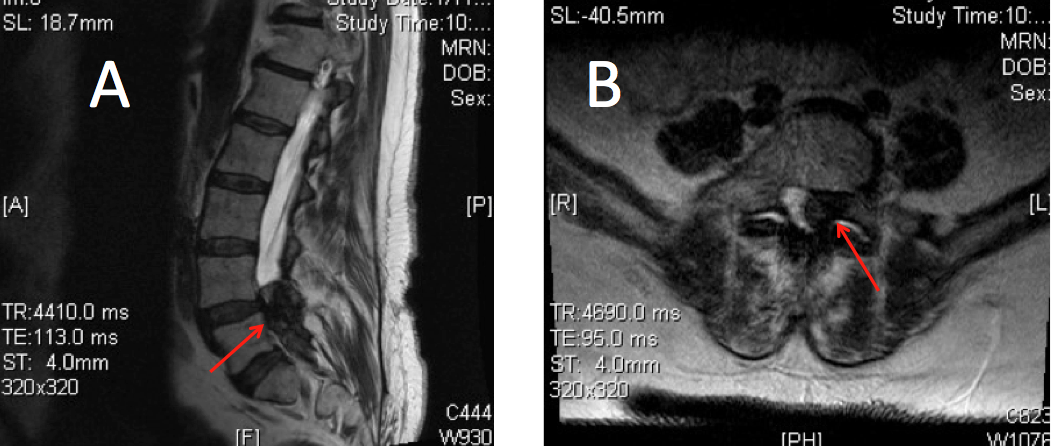 SL: 18.7mm
Study Time:10:...
MRN:
DOB:
Sex:
A
[A]
[P]
TR:4410.0 ms
TE:113.0 ms
ST: 4.0mm
320x320
C444
W930
[F]
SL:-40.5mm
Study Time:10:...
MRN:
DOB:
Sex:
B
[R]
[L]
TR:4690.0 ms
TE:95.0 ms
ST: 4.0mm
320x320
[PH]